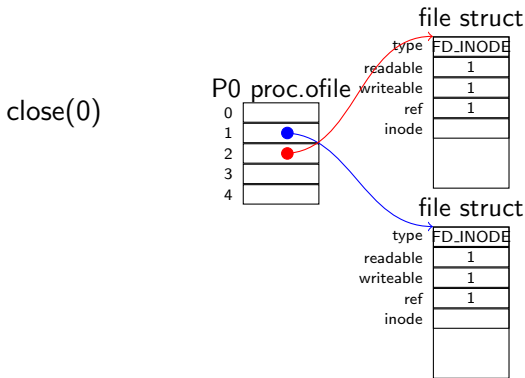 close(0)
P0 proc.ofile
0
1
2
3
4
file struct
type FD_INODE
readable 1
writeable 1
ref 1
inode
file struct
type FD_INODE
readable 1
writeable 1
ref 1
inode